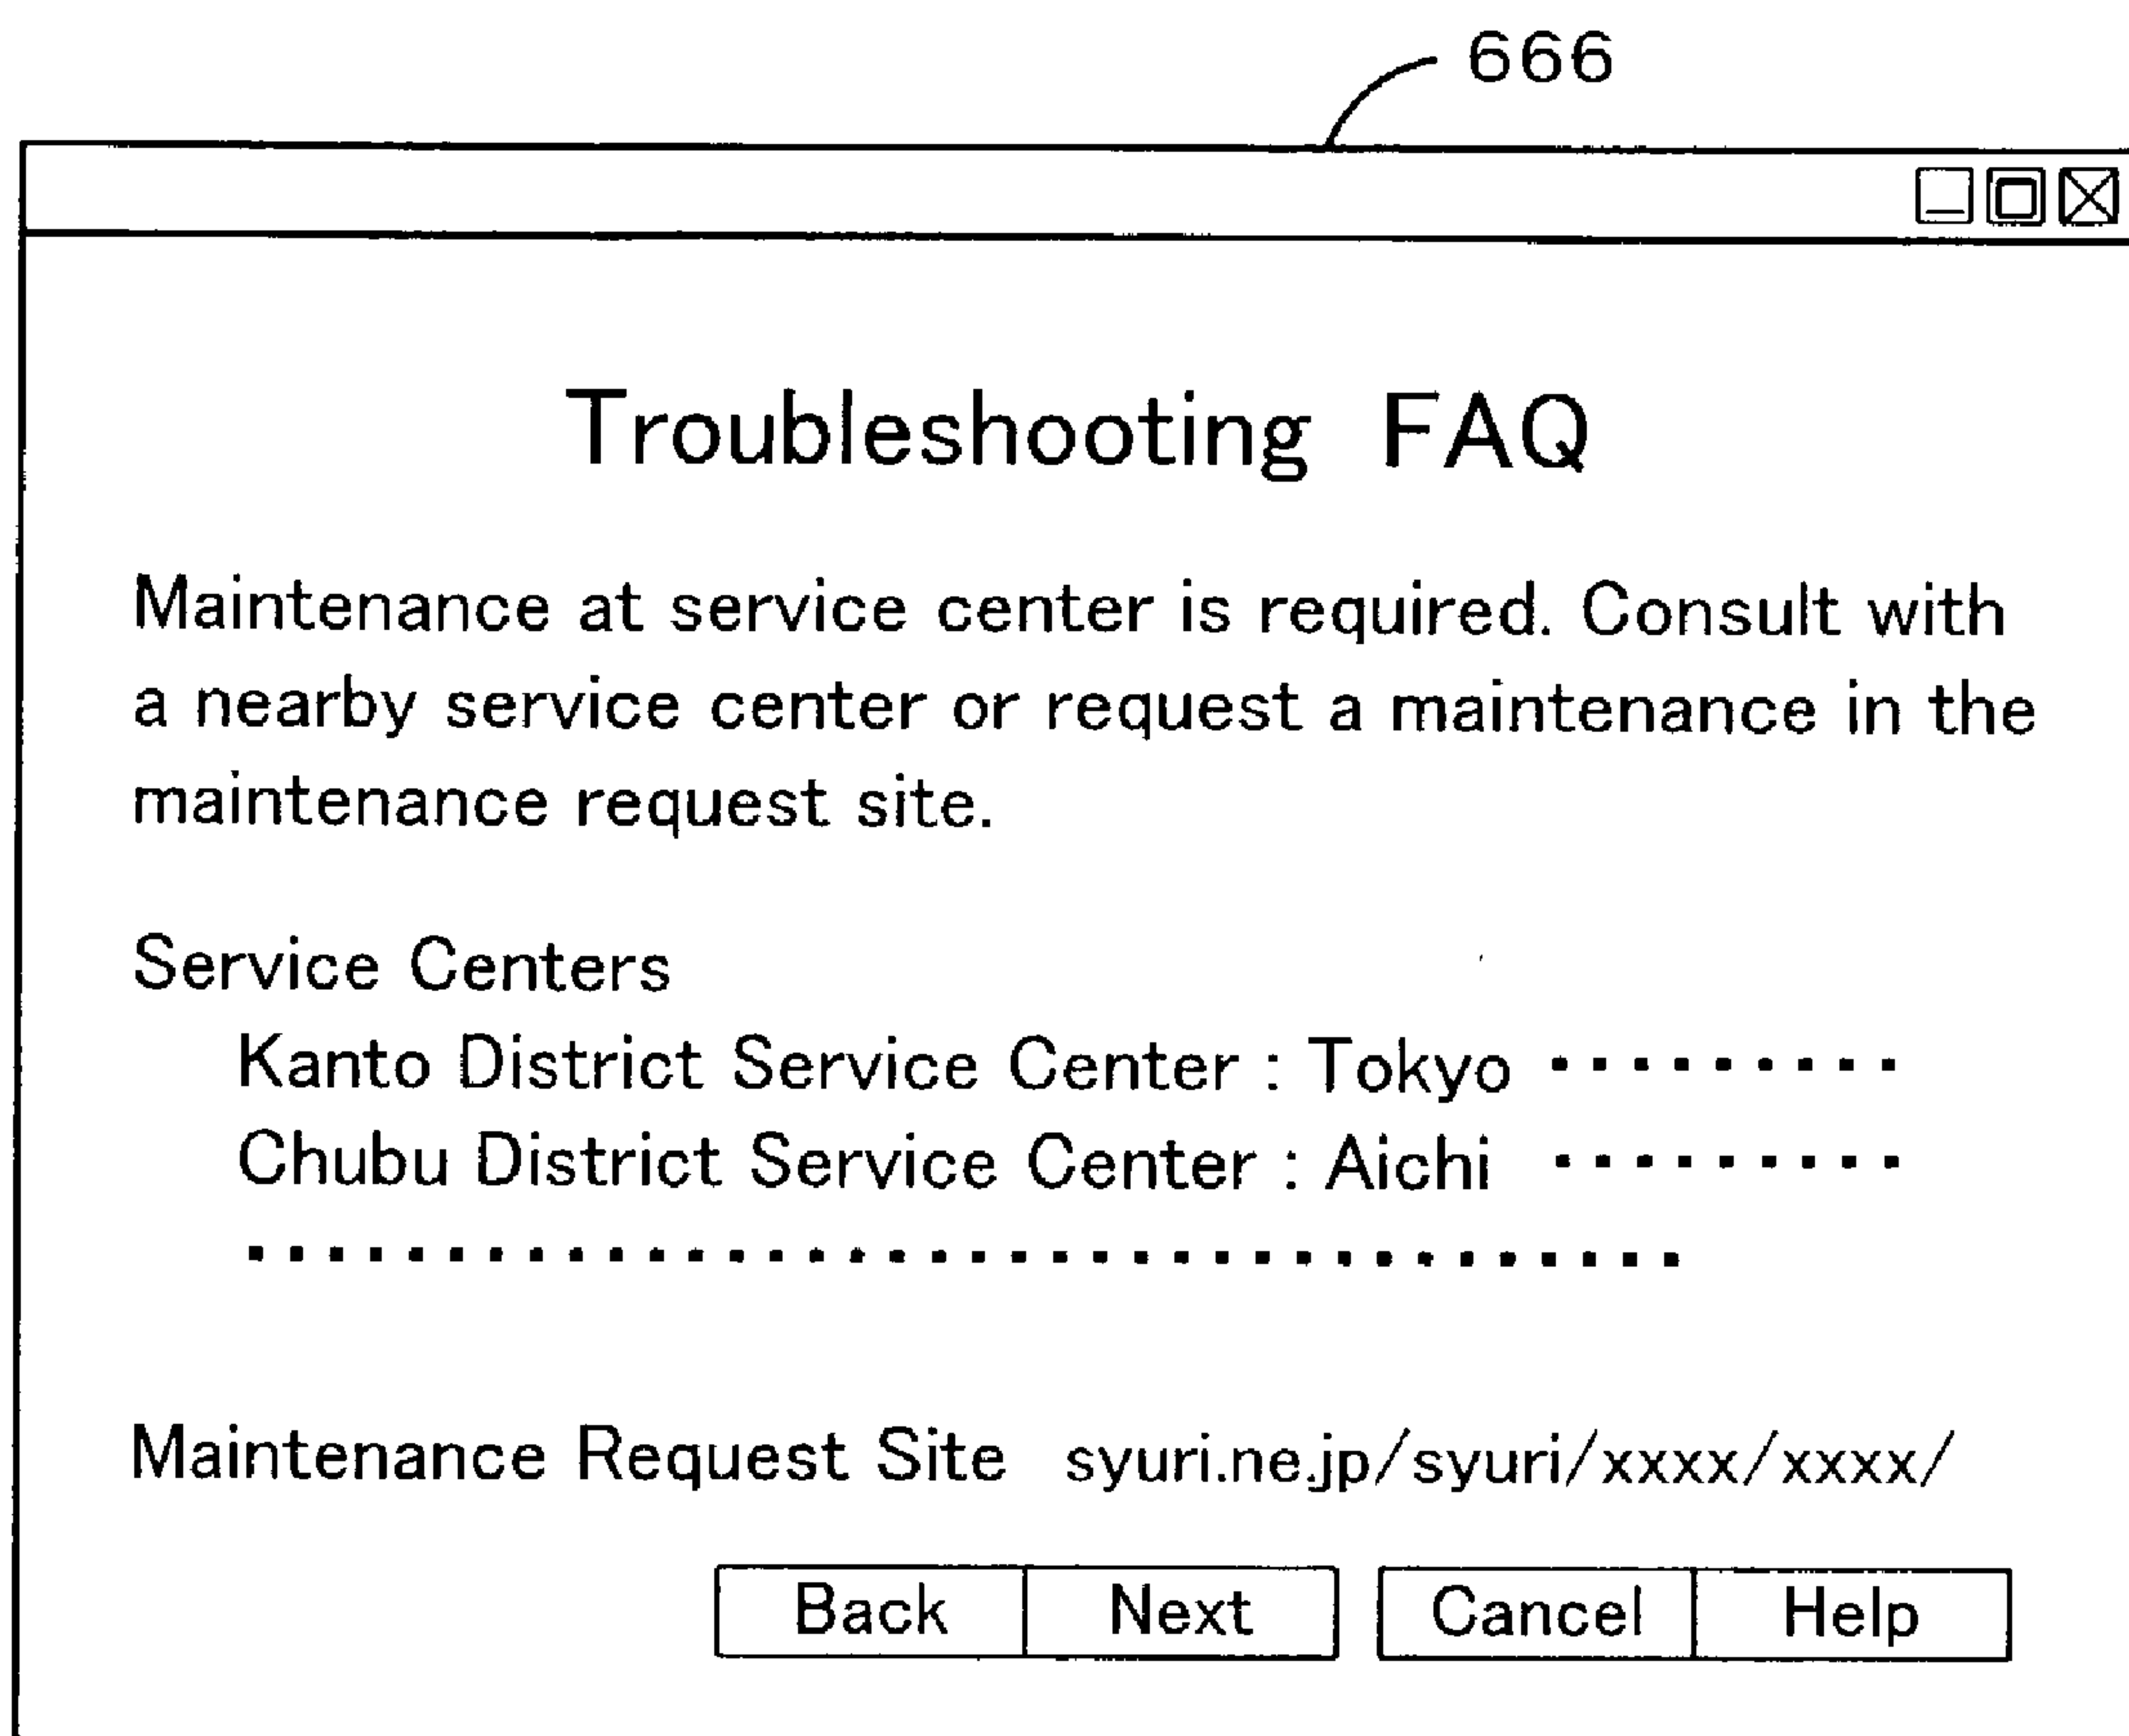 666
Troubleshooting FAQ
Maintenance at service center is required. Consult with
a nearby service center or request a maintenance in the
maintenance request site.
Service Centers
Kanto District Service Center : Tokyo ·········
Chubu District Service Center : Aichi ·········
····································
Maintenance Request Site syuri.ne.jp/syuri/xxxx/xxxx/
Back Next Cancel Help